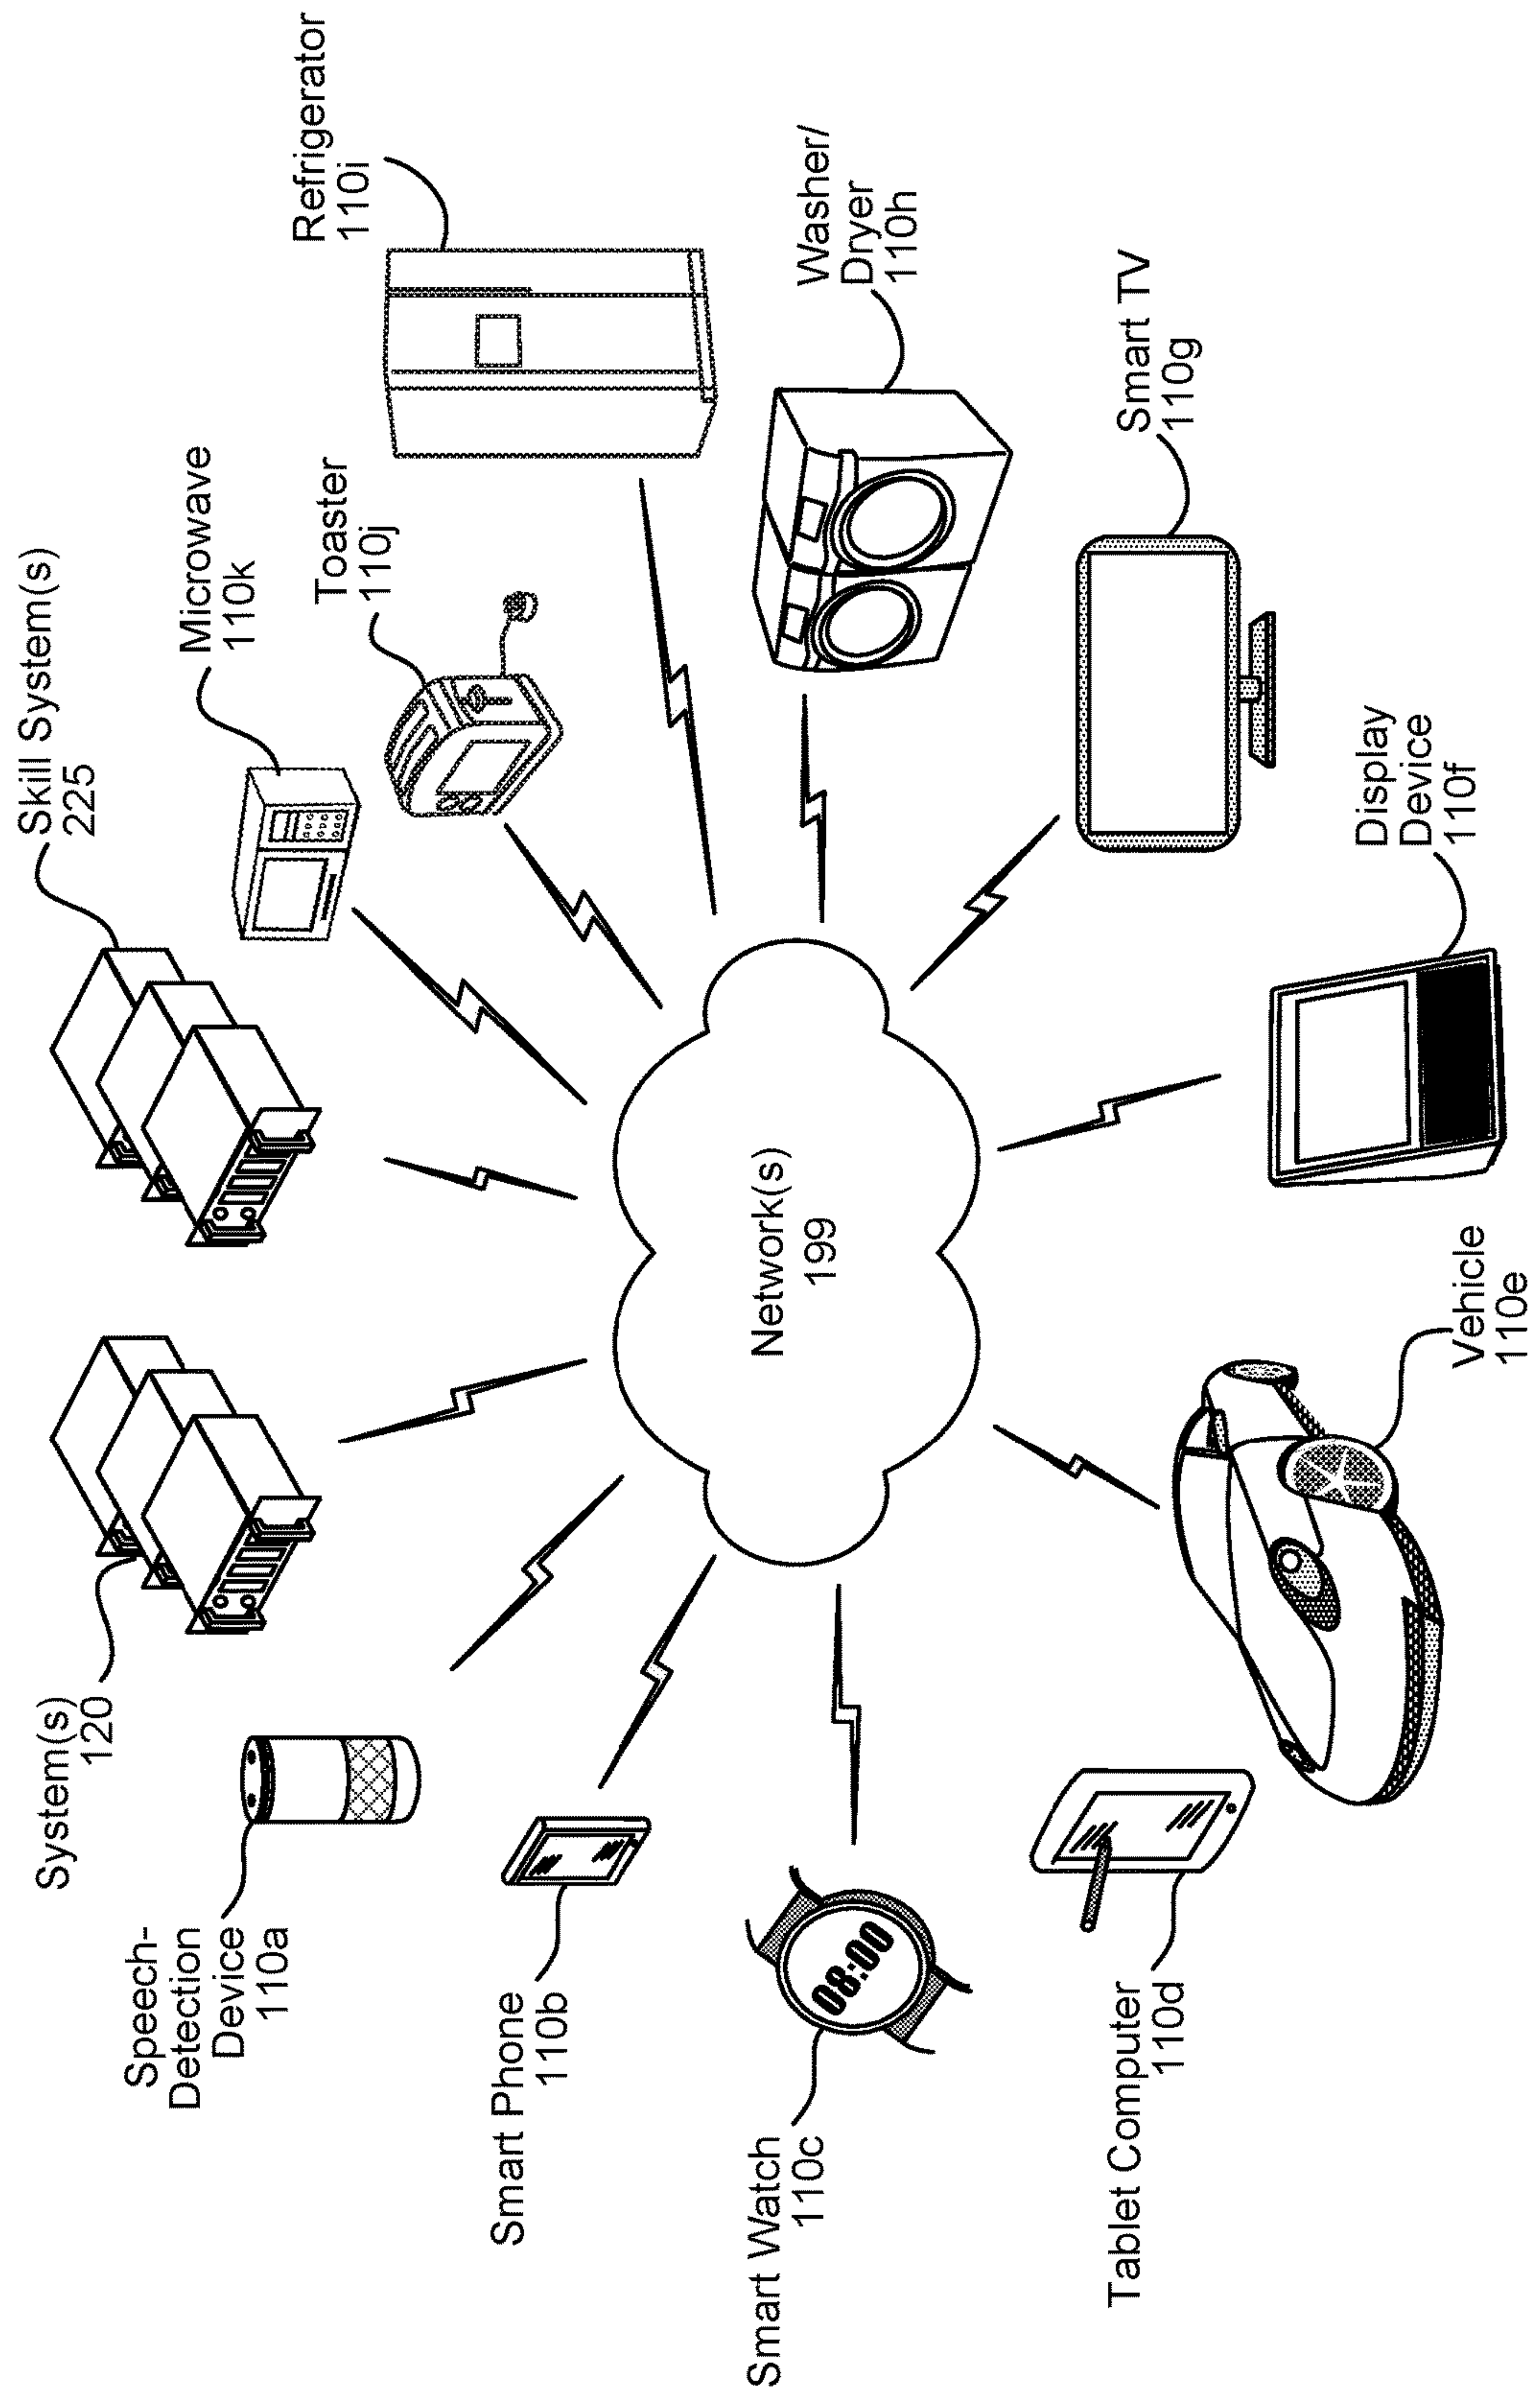 System(s)
120
Skill System(s)
225
Speech-
Detection
Device
110a
Microwave
110k
Refrigerator
110i
Toaster
110j
Smart Phone
110b
Network(s)
199
Smart Watch
110c
08:00
Washer/
Dryer
110h
Tablet Computer
110d
Smart TV
110g
Display
Device
110f
Vehicle
110e